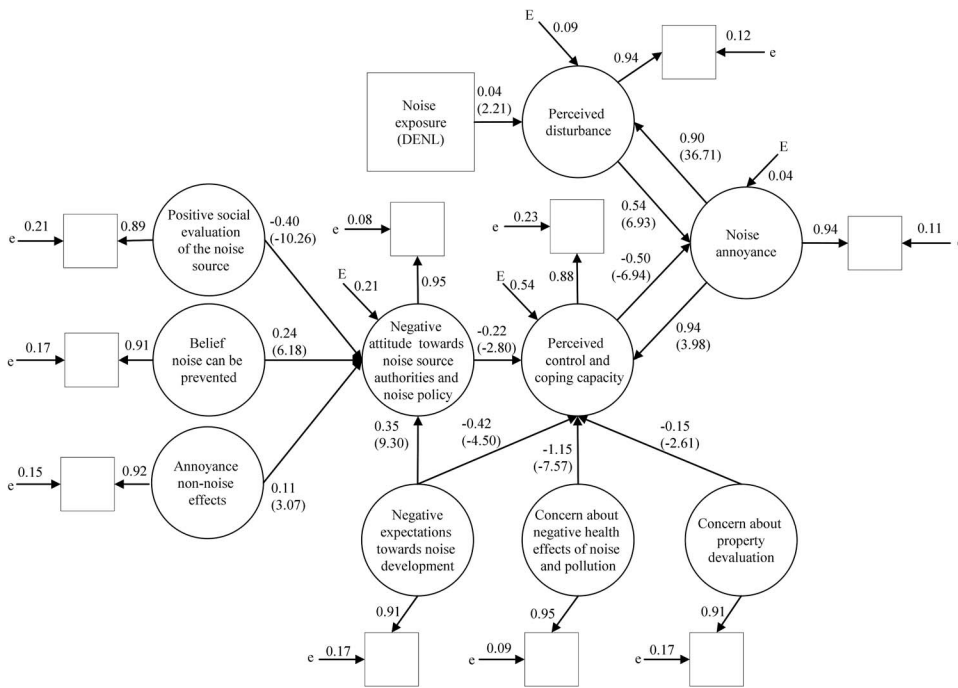 E
0.09
0.12
0.94
e
Noise
exposure
(DENL)
0.04
(2.21)
Perceived
disturbance
0.90
(36.71)
E
0.04
0.54
(6.93)
Noise
annoyance
0.94
0.11
e
-0.50
(-6.94)
0.94
(3.98)
0.21
e
0.89
Positive social
evaluation
of the noise
source
-0.40
(-10.26)
0.08
e
0.95
0.23
e
0.88
E
0.21
E
0.54
0.17
e
0.91
Belief
noise can be
prevented
0.24
(6.18)
Negative
attitude towards
noise source
authorities and
noise policy
-0.22
(-2.80)
Perceived
control and
coping capacity
0.15
e
0.92
Annoyance
non-noise
effects
0.11
(3.07)
0.35
(9.30)
-0.42
(-4.50)
-1.15
(-7.57)
-0.15
(-2.61)
Negative
expectations
towards noise
development
Concern about
negative health
effects of noise
and pollution
Concern about
property
devaluation
0.91
0.95
0.91
e
0.17
e
0.09
e
0.17